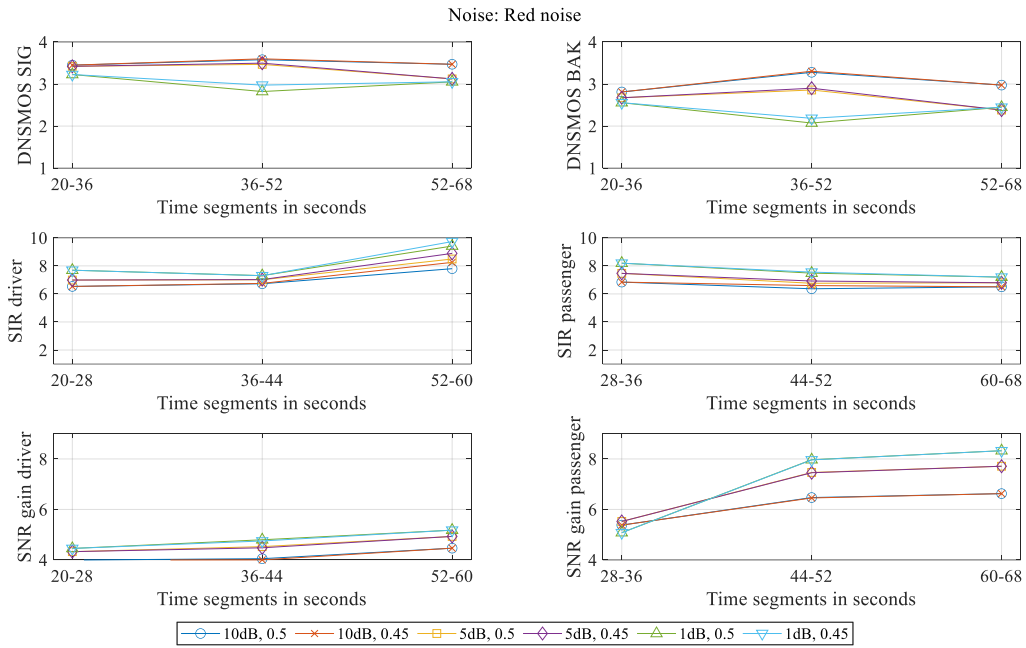 Noise: Red noise
DNSMOS SIG
4
3
2
1
20-36
36-52
52-68
Time segments in seconds
DNSMOS BAK
4
3
2
1
20-36
36-52
52-68
Time segments in seconds
SIR driver
10
8
6
4
2
20-28
36-44
52-60
Time segments in seconds
SIR passenger
10
8
6
4
2
28-36
44-52
60-68
Time segments in seconds
SNR gain driver
8
6
4
20-28
36-44
52-60
Time segments in seconds
SNR gain passenger
8
6
4
28-36
44-52
60-68
Time segments in seconds
10dB, 0.5
10dB, 0.45
5dB, 0.5
5dB, 0.45
1dB, 0.5
1dB, 0.45